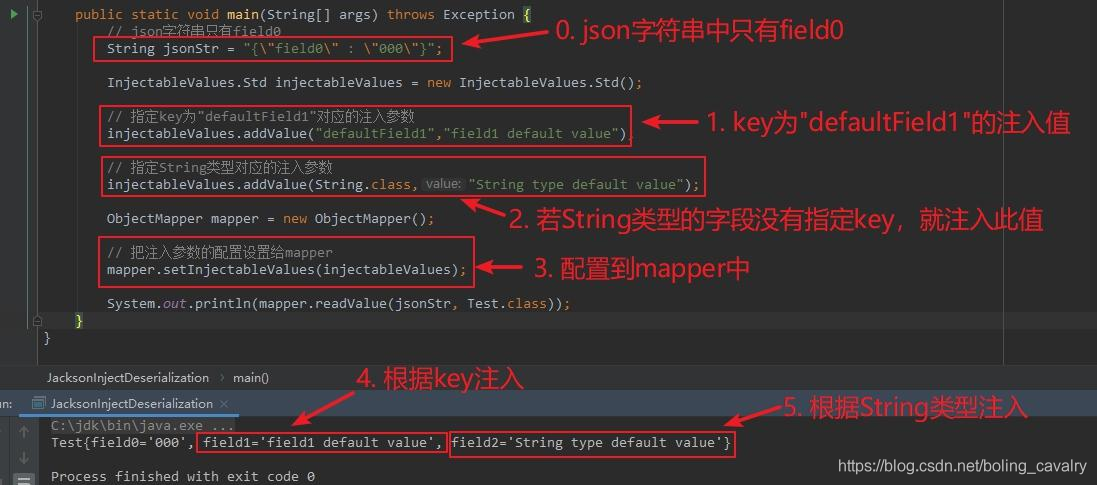 public static void main(String[] args) throws Exception {
// json字符串只有field0
0. json字符串中只有field0
String jsonStr = "{\"field0\" : \"000\"}";
InjectableValues.Std injectableValues = new InjectableValues.Std();
// 指定key为"defaultField1"对应的注入参数
injectableValues.addValue("defaultField1","field1 default value");
1. key为"defaultField1"的注入值
// 指定String类型对应的注入参数
injectableValues.addValue(String.class, value: "String type default value");
ObjectMapper mapper = new ObjectMapper();
2. 若String类型的字段没有指定key，就注入此值
// 把注入参数的配置设置给mapper
mapper.setInjectableValues(injectableValues);
3. 配置到mapper中
System.out.println(mapper.readValue(jsonStr, Test.class));
}
}
JacksonInjectDeserialization › main()
4. 根据key注入
n: JacksonInjectDeserialization ×
5. 根据String类型注入
C:\jdk\bin\java.exe ...
Test{field0='000', field1='field1 default value', field2='String type default value'}
Process finished with exit code 0
https://blog.csdn.net/boling_cavalry